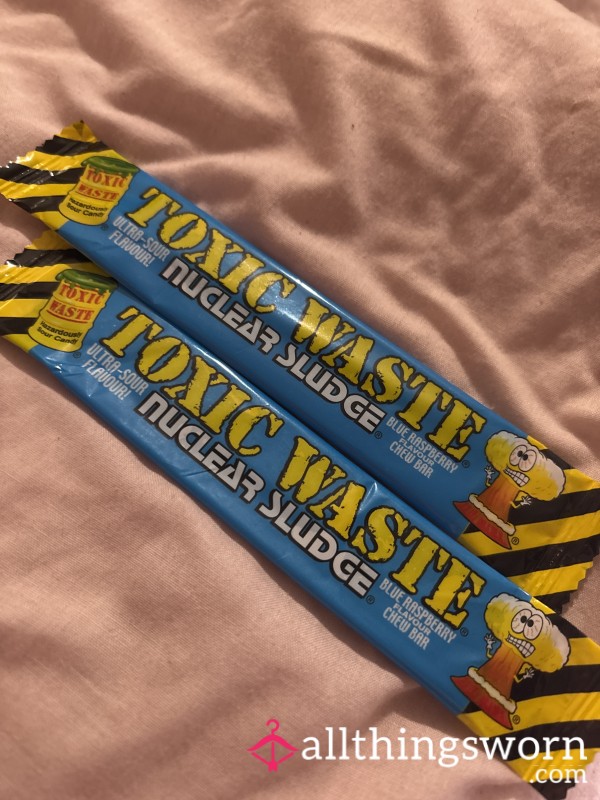 TOXIC
WASTE
Hazardously
Sour Candy
ULTRA-SOUR
FLAVOUR!
TOXIC WASTE
NUCLEAR SLUDGE
BLUE RASPBERRY
FLAVOUR
CHEW BAR
TOXIC
WASTE
Hazardously
Sour Candy
ULTRA-SOUR
FLAVOUR!
TOXIC WASTE
NUCLEAR SLUDGE
BLUE RASPBERRY
FLAVOUR
CHEW BAR
allthingsworn
.com